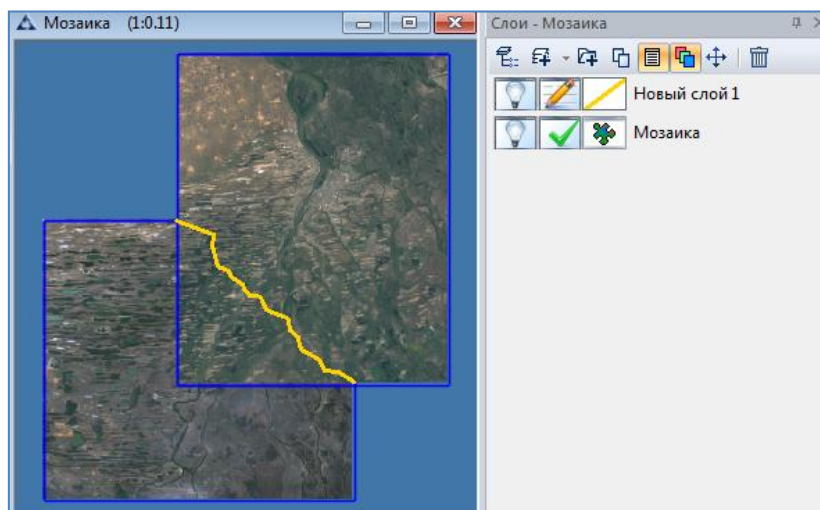 Мозаика (1:0.11)
Слои - Мозаика
Новый слой 1
Мозаика